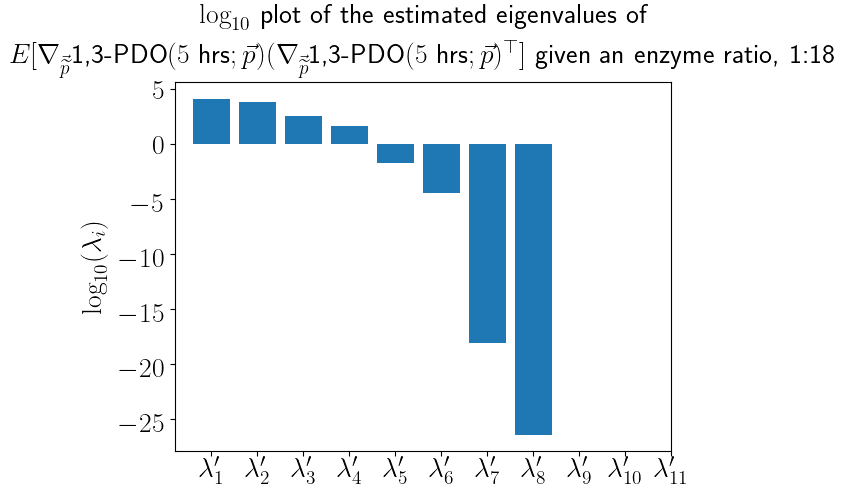 log₁₀ plot of the estimated eigenvalues of
E[∇_{p̃⃗}1,3-PDO(5 hrs; p⃗)(∇_{p̃⃗}1,3-PDO(5 hrs; p⃗)^⊤] given an enzyme ratio, 1:18
5
0
−5
−10
−15
−20
−25
log₁₀(λᵢ)
λ′₁ λ′₂ λ′₃ λ′₄ λ′₅ λ′₆ λ′₇ λ′₈ λ′₉ λ′₁₀ λ′₁₁